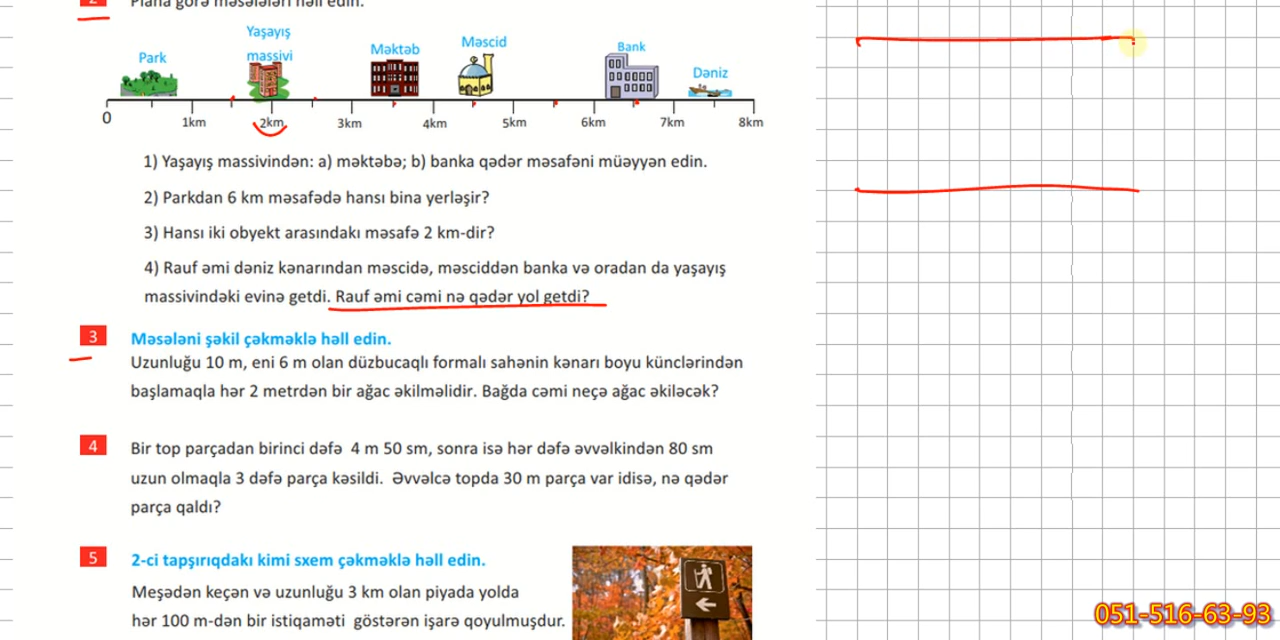 2 Plana görə məsələləri həll edin.
Park
Yaşayış
massivi
Məktəb
Məscid
Bank
Dəniz
0 1km 2km 3km 4km 5km 6km 7km 8km
1) Yaşayış massivindən: a) məktəbə; b) banka qədər məsafəni müəyyən edin.
2) Parkdan 6 km məsafədə hansı bina yerləşir?
3) Hansı iki obyekt arasındakı məsafə 2 km-dir?
4) Rauf əmi dəniz kənarından məscidə, məsciddən banka və oradan da yaşayış
massivindəki evinə getdi. Rauf əmi cəmi nə qədər yol getdi?
3 Məsələni şəkil çəkməklə həll edin.
Uzunluğu 10 m, eni 6 m olan düzbucaqlı formalı sahənin kənarı boyu künclərindən
başlamaqla hər 2 metrdən bir ağac əkilməlidir. Bağda cəmi neçə ağac əkiləcək?
4 Bir top parçadan birinci dəfə 4 m 50 sm, sonra isə hər dəfə əvvəlkindən 80 sm
uzun olmaqla 3 dəfə parça kəsildi. Əvvəlcə topda 30 m parça var idisə, nə qədər
parça qaldı?
5 2-ci tapşırıqdakı kimi sxem çəkməklə həll edin.
Meşədən keçən və uzunluğu 3 km olan piyada yolda
hər 100 m-dən bir istiqaməti göstərən işarə qoyulmuşdur.
051-516-63-93